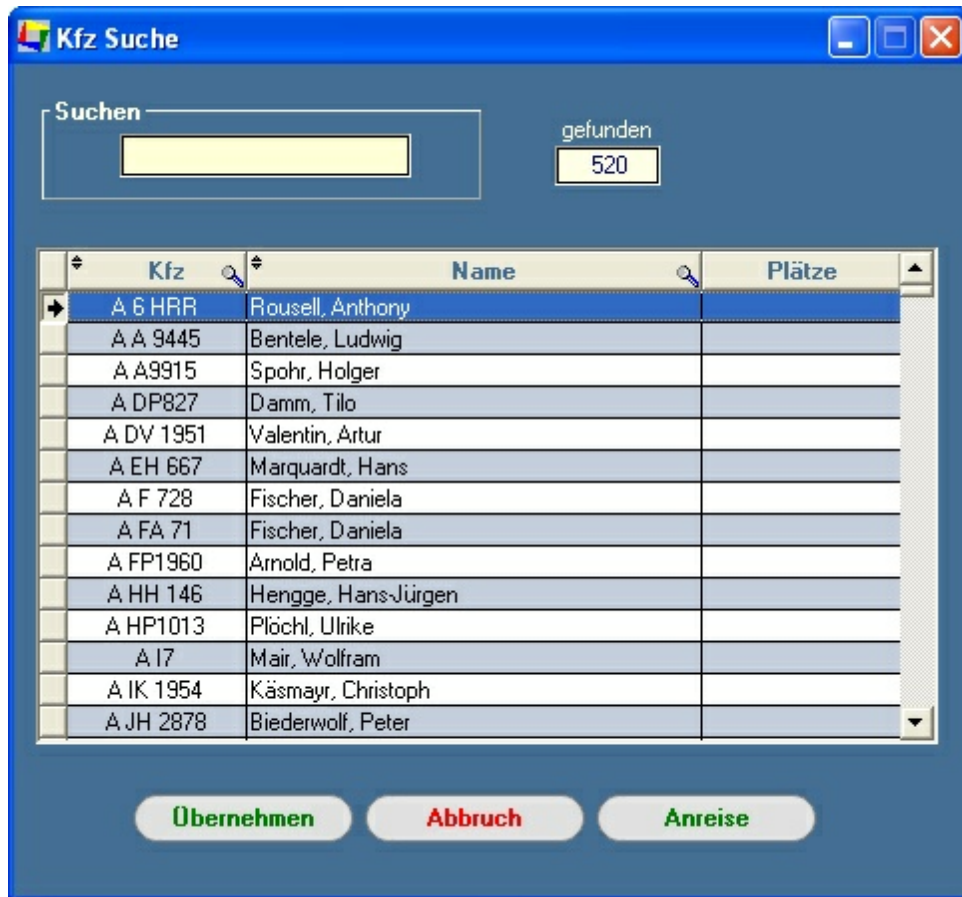 Kfz Suche
Suchen
gefunden
520
Kfz Name Plätze
A 6 HRR Rousell, Anthony
A A 9445 Bentele, Ludwig
A A9915 Spohr, Holger
A DP827 Damm, Tilo
A DV 1951 Valentin, Artur
A EH 667 Marquardt, Hans
A F 728 Fischer, Daniela
A FA 71 Fischer, Daniela
A FP1960 Arnold, Petra
A HH 146 Hengge, Hans-Jürgen
A HP1013 Plöchl, Ulrike
A I7 Mair, Wolfram
A IK 1954 Käsmayr, Christoph
A JH 2878 Biederwolf, Peter
Übernehmen Abbruch Anreise